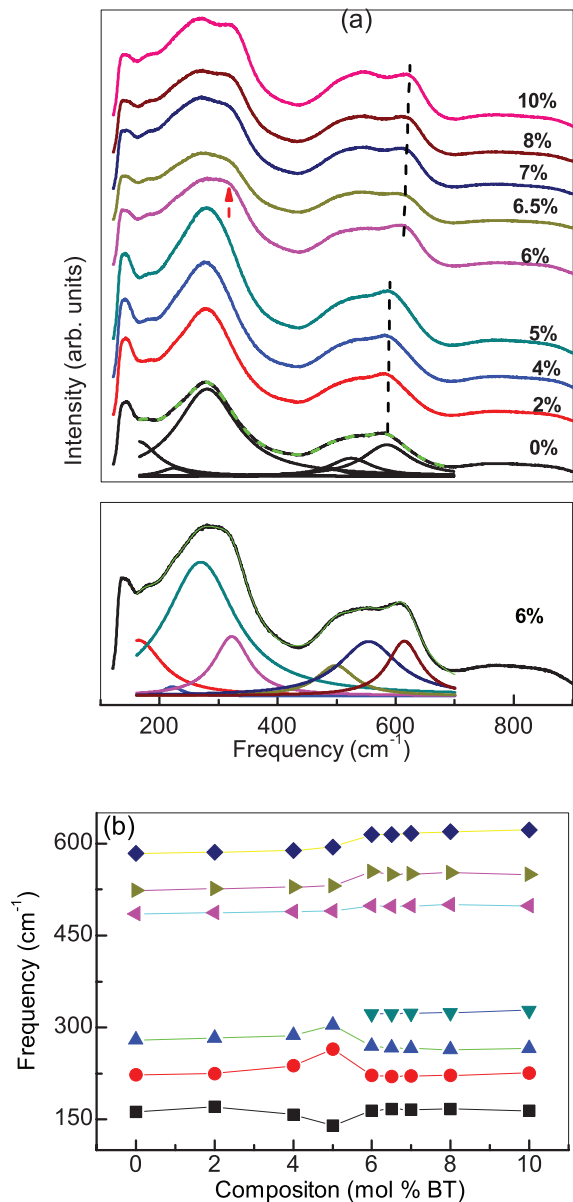 (a)
10%
8%
7%
6.5%
6%
5%
4%
2%
0%
Intensity (arb. units)
6%
200 400 600 800
Frequency (cm-1)
(b)
600
450
300
150
Frequency (cm-1)
0 2 4 6 8 10
Compositon (mol % BT)